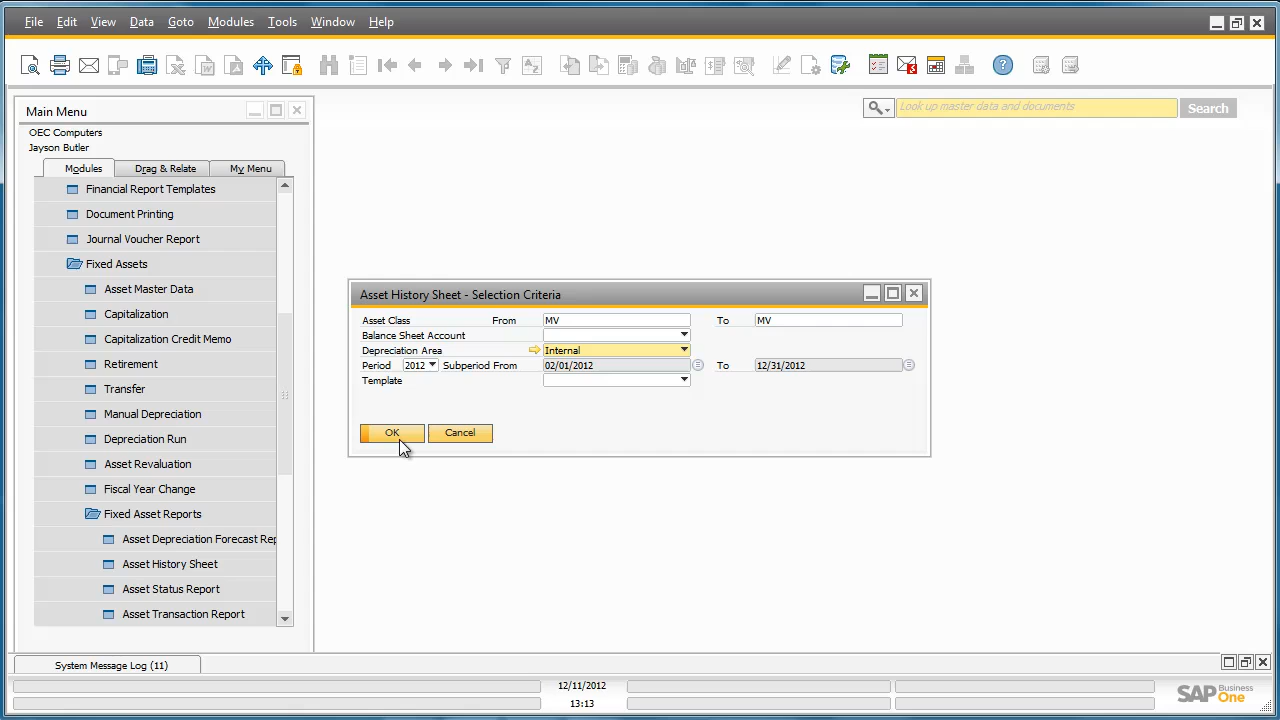 File Edit View Data Goto Modules Tools Window Help
Main Menu
Look up master data and documents Search
OEC Computers
Jayson Butler
Modules Drag & Relate My Menu
Financial Report Templates
Document Printing
Journal Voucher Report
Fixed Assets
Asset Master Data
Capitalization
Capitalization Credit Memo
Retirement
Transfer
Manual Depreciation
Depreciation Run
Asset Revaluation
Fiscal Year Change
Fixed Asset Reports
Asset Depreciation Forecast Rep
Asset History Sheet
Asset Status Report
Asset Transaction Report
Asset History Sheet - Selection Criteria
Asset Class From MV To MV
Balance Sheet Account
Depreciation Area Internal
Period 2012 Subperiod From 02/01/2012 To 12/31/2012
Template
OK Cancel
System Message Log (11)
12/11/2012
13:13
SAP Business One